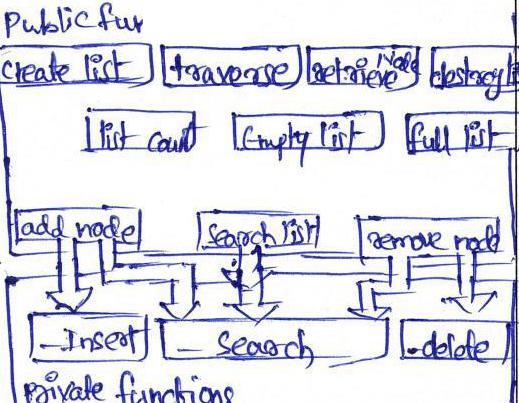 Public fun
create list traverse retrieve Node destroy li
list count Empty list full list
add node search list remove node
_Insert _ search _delete
private functions